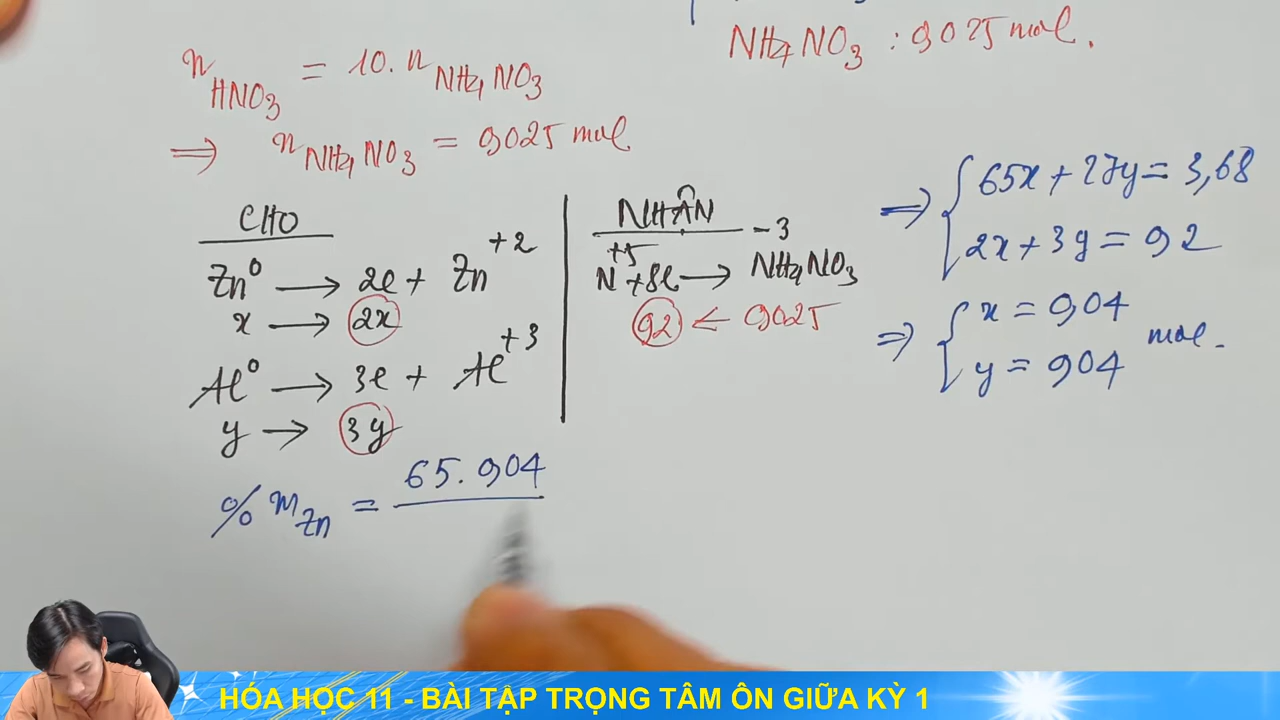 NH4NO3 : 0,025 mol.
nHNO3 = 10. nNH4NO3
⇒ nNH4NO3 = 0,025 mol
CHO
Zn⁰ → 2e + Zn⁺²
x → 2x
Al⁰ → 3e + Al⁺³
y → 3y
NHẬN
N⁺⁵ + 8e → N⁻³H4NO3
0,2 ← 0,025
⇒ { 65x + 27y = 3,68
2x + 3y = 0,2
⇒ { x = 0,04
y = 0,04 mol.
% mZn = 65. 0,04
HÓA HỌC 11 - BÀI TẬP TRỌNG TÂM ÔN GIỮA KỲ 1